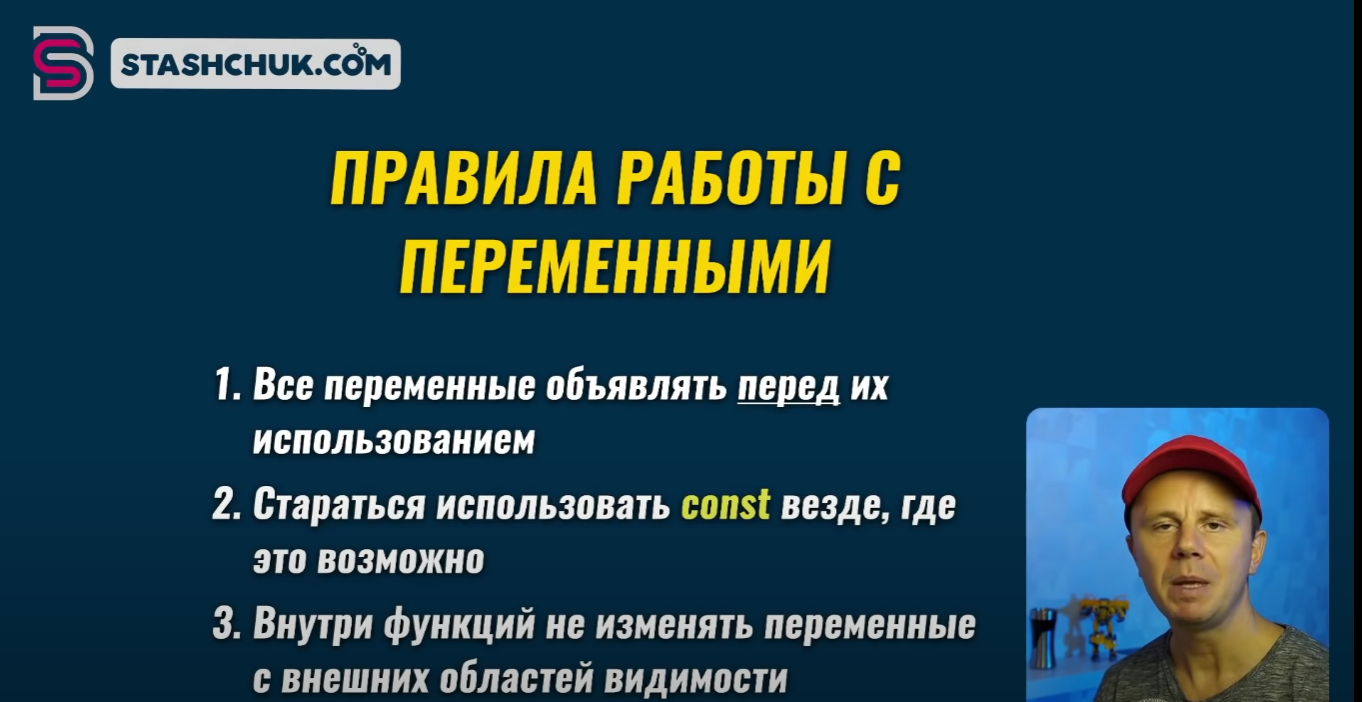 STASHCHUK.COM
ПРАВИЛА РАБОТЫ С
ПЕРЕМЕННЫМИ
1. Все переменные объявлять перед их
использованием
2. Стараться использовать const везде, где
это возможно
3. Внутри функций не изменять переменные
с внешних областей видимости